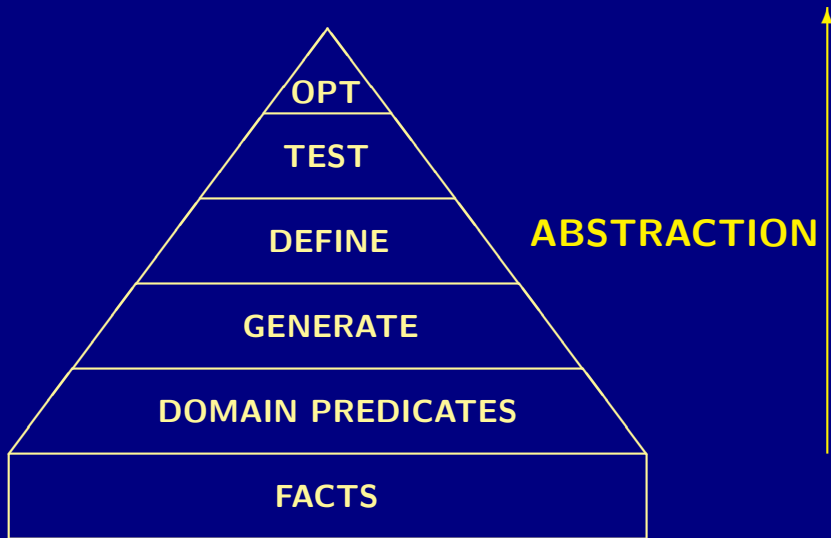 OPT
TEST
DEFINE
ABSTRACTION
GENERATE
DOMAIN PREDICATES
FACTS